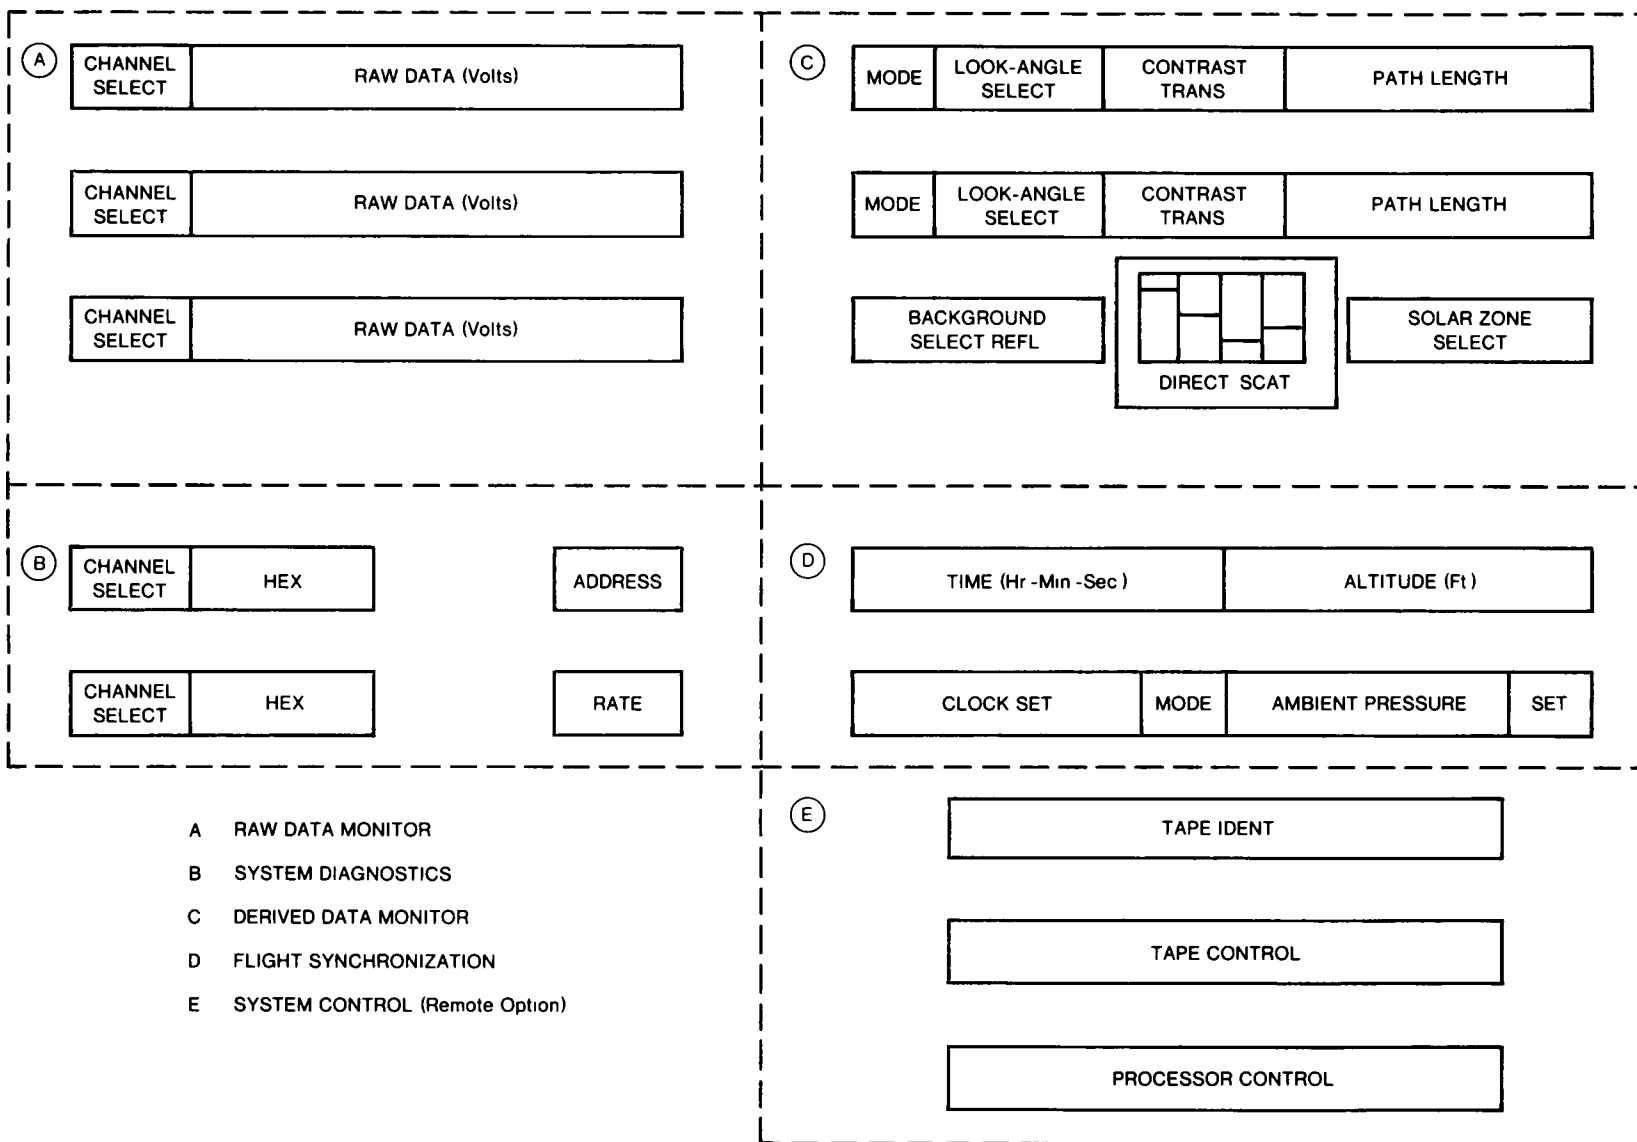 A
CHANNEL
SELECT
RAW DATA (Volts)
CHANNEL
SELECT
RAW DATA (Volts)
CHANNEL
SELECT
RAW DATA (Volts)
C
MODE
LOOK-ANGLE
SELECT
CONTRAST
TRANS
PATH LENGTH
MODE
LOOK-ANGLE
SELECT
CONTRAST
TRANS
PATH LENGTH
BACKGROUND
SELECT REFL
DIRECT SCAT
SOLAR ZONE
SELECT
B
CHANNEL
SELECT
HEX
ADDRESS
CHANNEL
SELECT
HEX
RATE
D
TIME (Hr -Min -Sec )
ALTITUDE (Ft )
CLOCK SET
MODE
AMBIENT PRESSURE
SET
A RAW DATA MONITOR
B SYSTEM DIAGNOSTICS
C DERIVED DATA MONITOR
D FLIGHT SYNCHRONIZATION
E SYSTEM CONTROL (Remote Option)
E
TAPE IDENT
TAPE CONTROL
PROCESSOR CONTROL